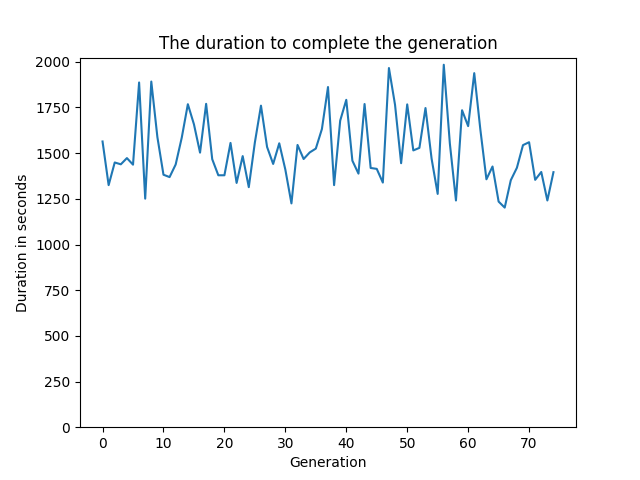 The duration to complete the generation
2000
1750
1500
1250
1000
750
500
250
0
Duration in seconds
0 10 20 30 40 50 60 70
Generation